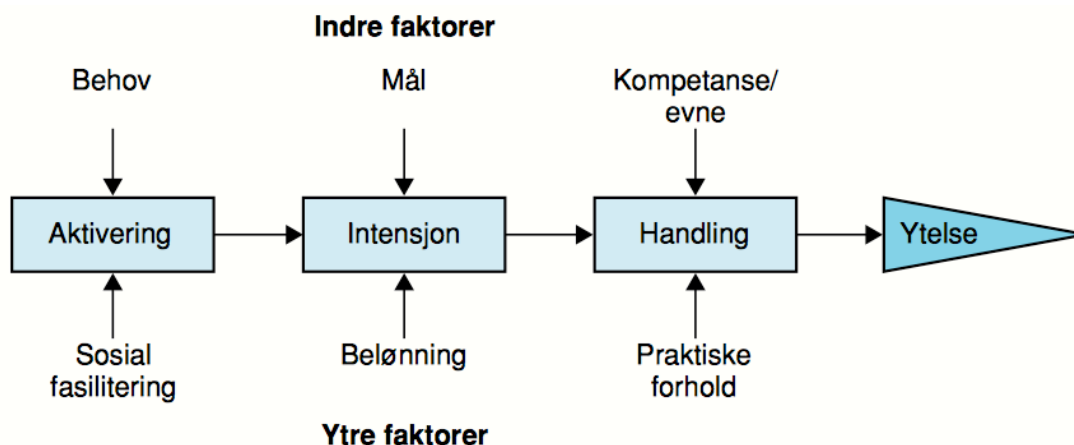 Indre faktorer
Behov
Mål
Kompetanse/
evne
Aktivering
Intensjon
Handling
Ytelse
Sosial
fasilitering
Belønning
Praktiske
forhold
Ytre faktorer